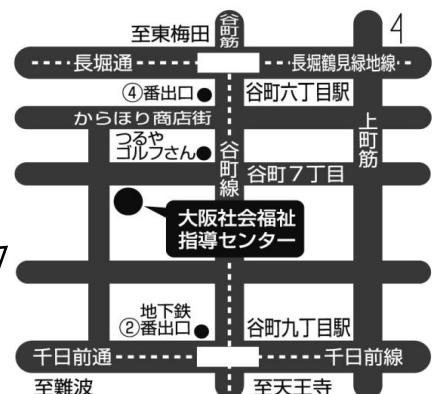 至東梅田
谷町筋
4
長堀通
長堀鶴見緑地線
④番出口
谷町六丁目駅
からほり商店街
上町筋
つるや
ゴルフさん
谷町線
谷町7丁目
大阪社会福祉
指導センター
地下鉄
②番出口
谷町九丁目駅
千日前通
千日前線
至難波
至天王寺